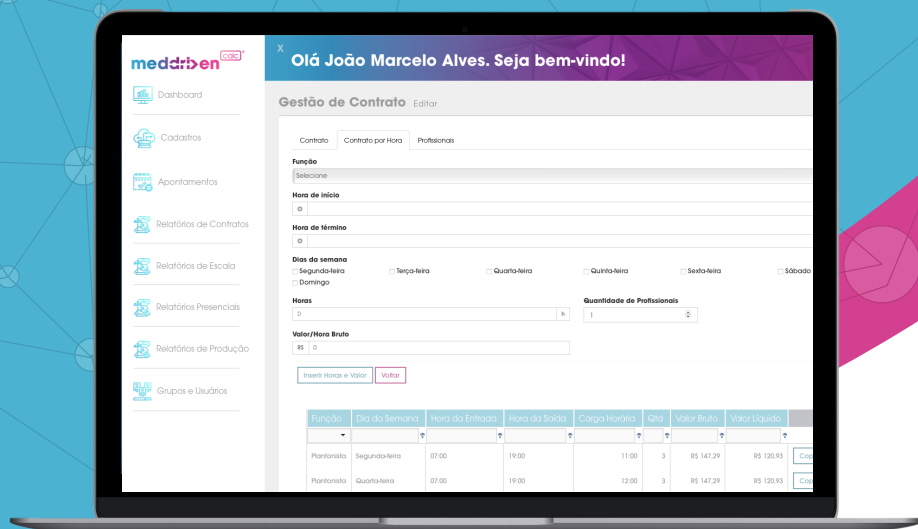 meddriven calc
X
Olá João Marcelo Alves. Seja bem-vindo!
Dashboard
Cadastros
Apontamentos
Relatórios de Contratos
Relatórios de Escala
Relatórios Presenciais
Relatórios de Produção
Grupos e Usuários
Gestão de Contrato Editar
Contrato Contrato por Hora Profissionais
Função
Selecione
Hora de início
Hora de término
Dias da semana
Segunda-feira Terça-feira Quarta-feira Quinta-feira Sexta-feira Sábado
Domingo
Horas Quantidade de Profissionais
0 h 1
Valor/Hora Bruto
R$ 0
Inserir Horas e Valor Voltar
Função Dia da Semana Hora da Entrada Hora da Saída Carga Horária Qtd Valor Bruto Valor Líquido
Plantonista Segunda-feira 07:00 19:00 11:00 3 R$ 147,29 R$ 120,93 Cop
Plantonista Quarta-feira 07:00 19:00 12:00 3 R$ 147,29 R$ 120,93 Cop